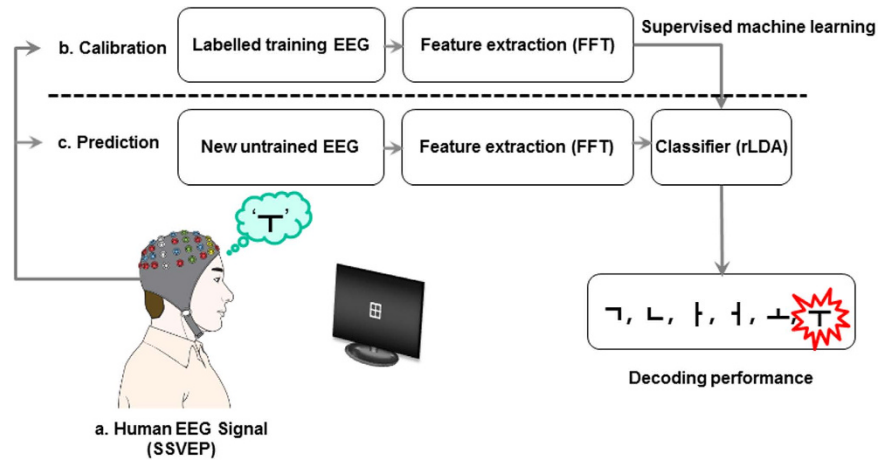 Supervised machine learning
b. Calibration
Labelled training EEG
Feature extraction (FFT)
c. Prediction
New untrained EEG
Feature extraction (FFT)
Classifier (rLDA)
'ㅜ'
ㄱ, ㄴ, ㅏ, ㅓ, ㅗ, ㅜ
Decoding performance
a. Human EEG Signal
(SSVEP)